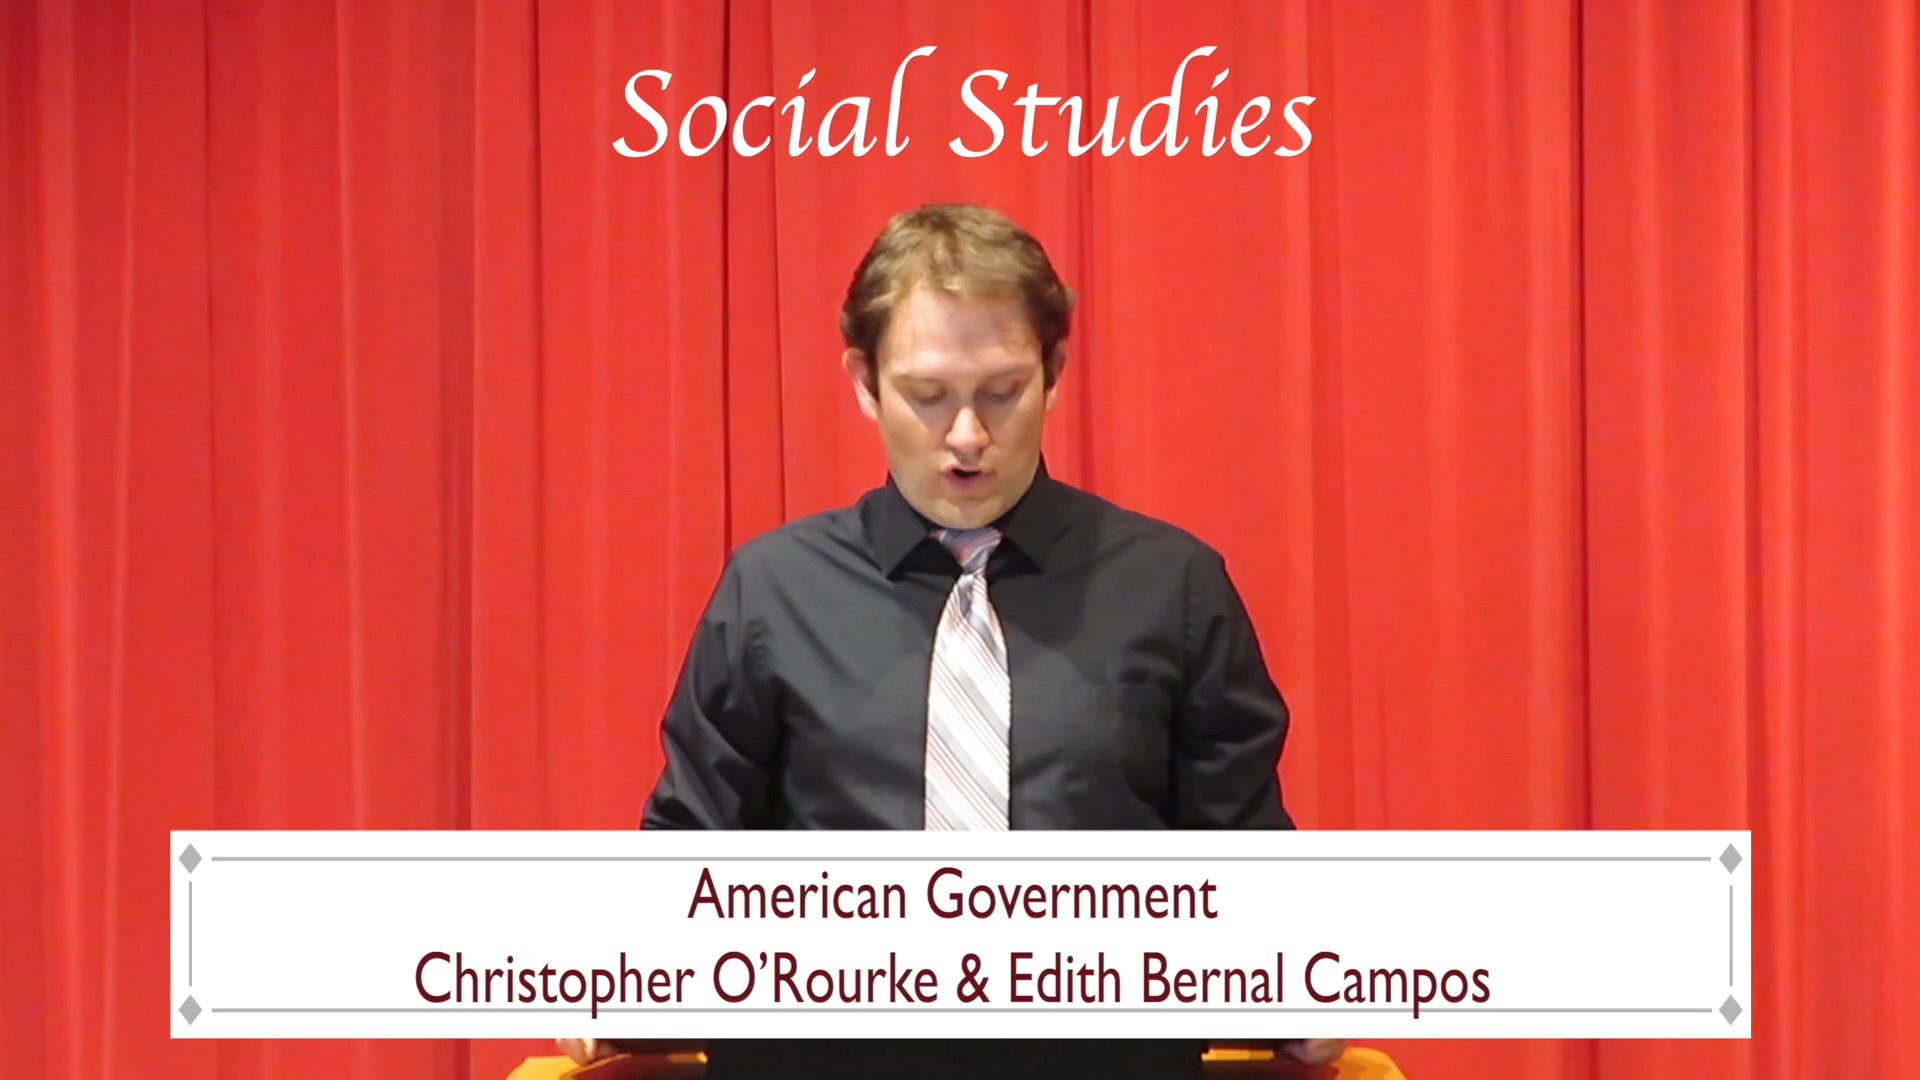 Social Studies
American Government
Christopher O’Rourke & Edith Bernal Campos